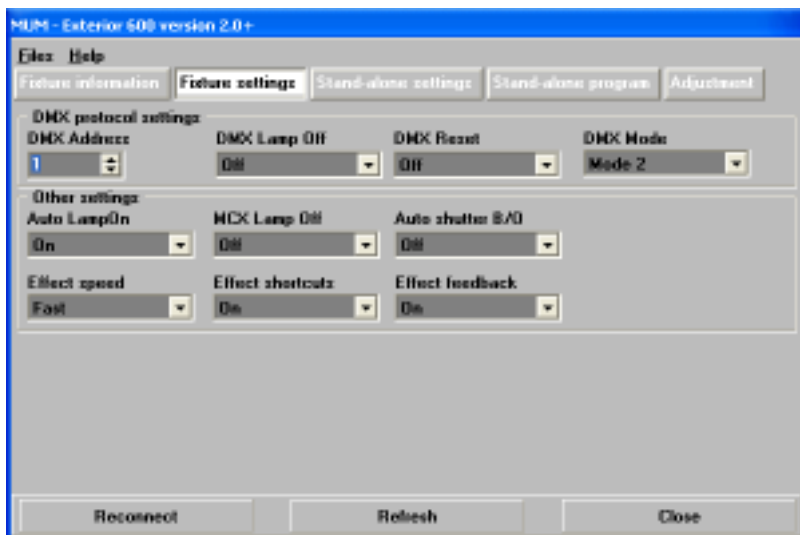 MUM - Exterior 600 version 2.0+
Files Help
Fixture information Fixture settings Stand-alone settings Stand-alone program Adjustment
DMX protocol settings
DMX Address DMX Lamp Off DMX Reset DMX Mode
1 Off Off Mode 2
Other settings
Auto LampOn MCX Lamp Off Auto shutter B/O
On Off Off
Effect speed Effect shortcuts Effect feedback
Fast On On
Reconnect Refresh Close